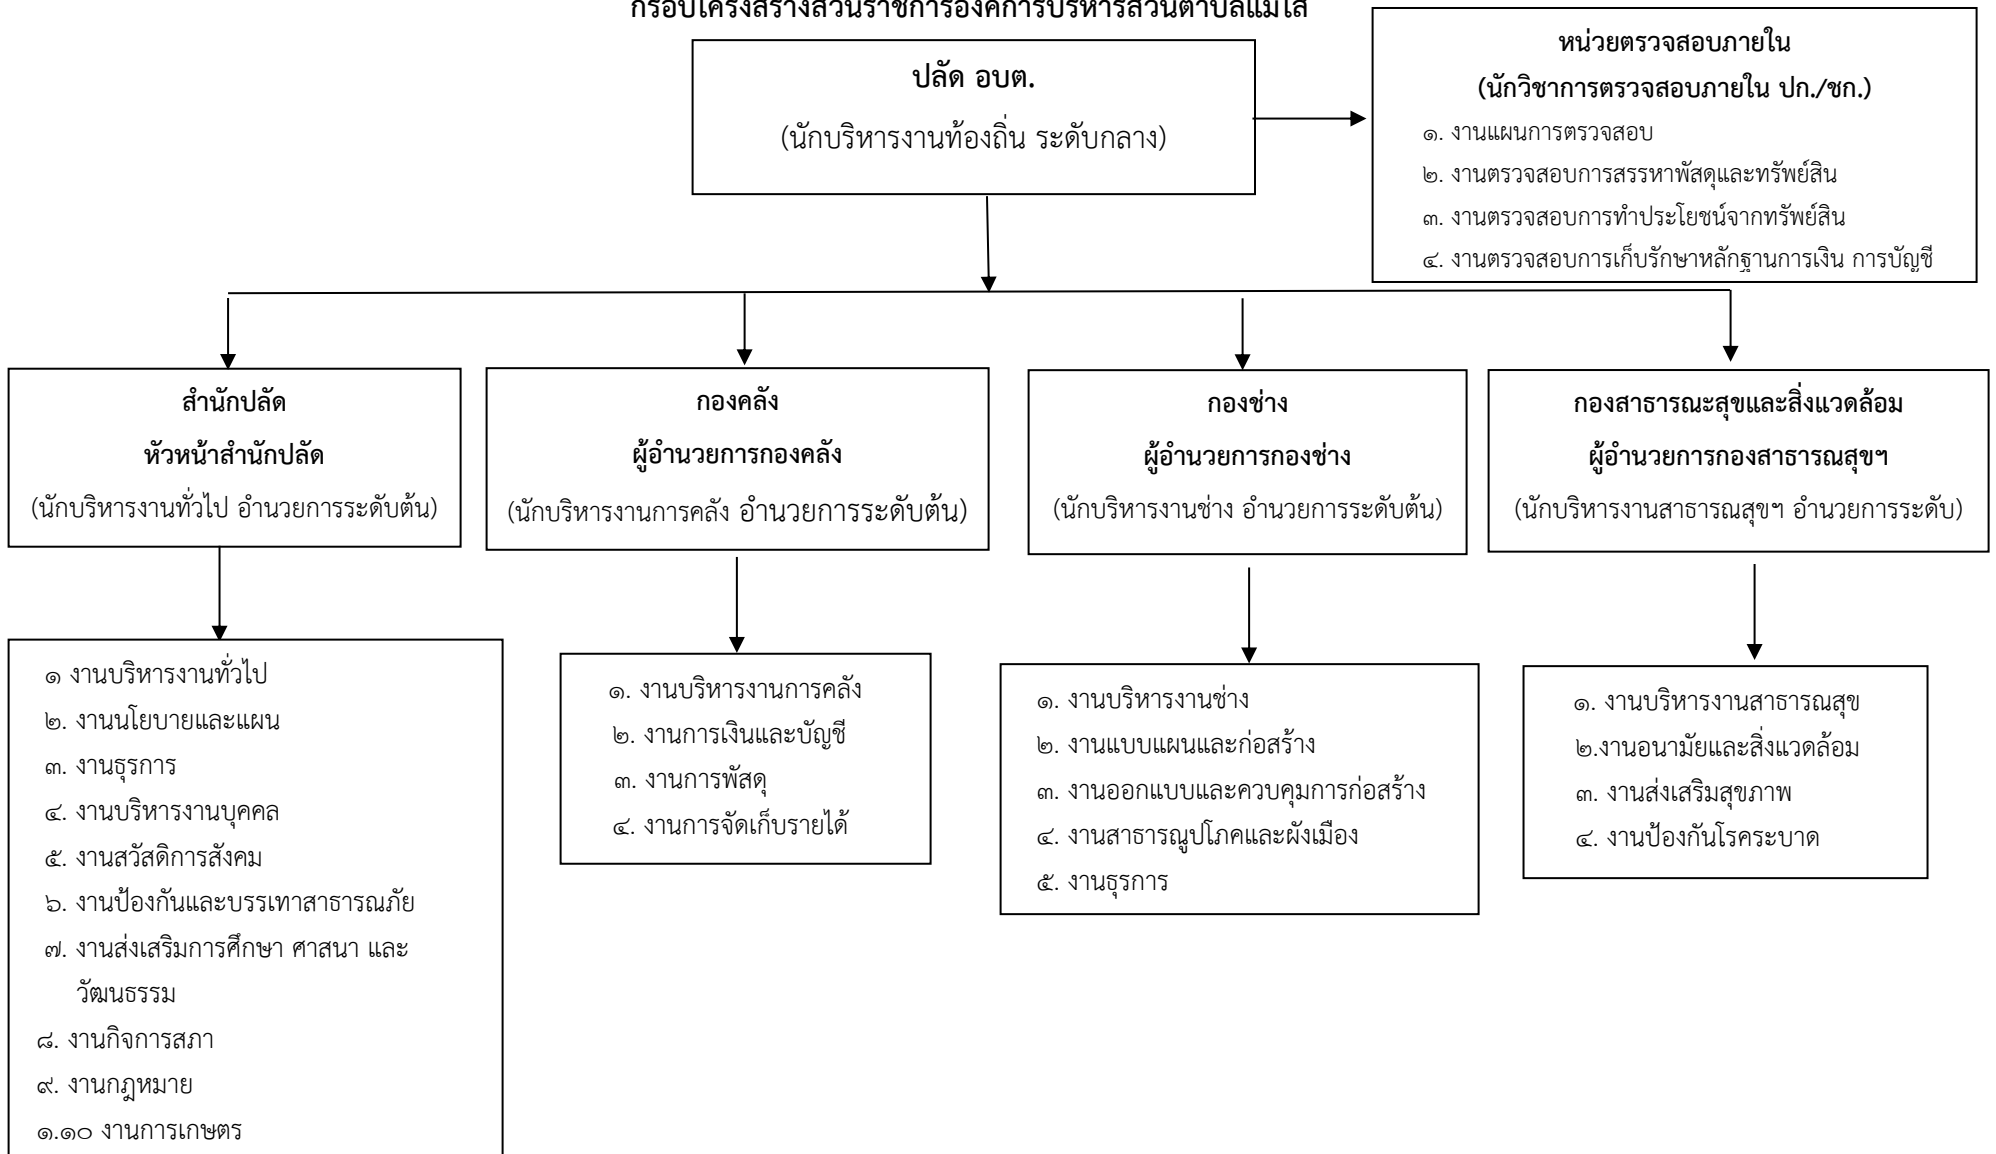 กรอบโครงสร้างส่วนราชการองค์การบริหารส่วนตำบลแม่ใส
ปลัด อบต.
(นักบริหารงานท้องถิ่น ระดับกลาง)
หน่วยตรวจสอบภายใน
(นักวิชาการตรวจสอบภายใน ปก./ชก.)
๑. งานแผนการตรวจสอบ
๒. งานตรวจสอบการสรรหาพัสดุและทรัพย์สิน
๓. งานตรวจสอบการทำประโยชน์จากทรัพย์สิน
๔. งานตรวจสอบการเก็บรักษาหลักฐานการเงิน การบัญชี
สำนักปลัด
หัวหน้าสำนักปลัด
(นักบริหารงานทั่วไป อำนวยการระดับต้น)
กองคลัง
ผู้อำนวยการกองคลัง
(นักบริหารงานการคลัง อำนวยการระดับต้น)
กองช่าง
ผู้อำนวยการกองช่าง
(นักบริหารงานช่าง อำนวยการระดับต้น)
กองสาธารณะสุขและสิ่งแวดล้อม
ผู้อำนวยการกองสาธารณสุขฯ
(นักบริหารงานสาธารณสุขฯ อำนวยการระดับ)
๑ งานบริหารงานทั่วไป
๒. งานนโยบายและแผน
๓. งานธุรการ
๔. งานบริหารงานบุคคล
๕. งานสวัสดิการสังคม
๖. งานป้องกันและบรรเทาสาธารณภัย
๗. งานส่งเสริมการศึกษา ศาสนา และ
วัฒนธรรม
๘. งานกิจการสภา
๙. งานกฎหมาย
๑.๑๐ งานการเกษตร
๑. งานบริหารงานการคลัง
๒. งานการเงินและบัญชี
๓. งานการพัสดุ
๔. งานการจัดเก็บรายได้
๑. งานบริหารงานช่าง
๒. งานแบบแผนและก่อสร้าง
๓. งานออกแบบและควบคุมการก่อสร้าง
๔. งานสาธารณูปโภคและผังเมือง
๕. งานธุรการ
๑. งานบริหารงานสาธารณสุข
๒.งานอนามัยและสิ่งแวดล้อม
๓. งานส่งเสริมสุขภาพ
๔. งานป้องกันโรคระบาด